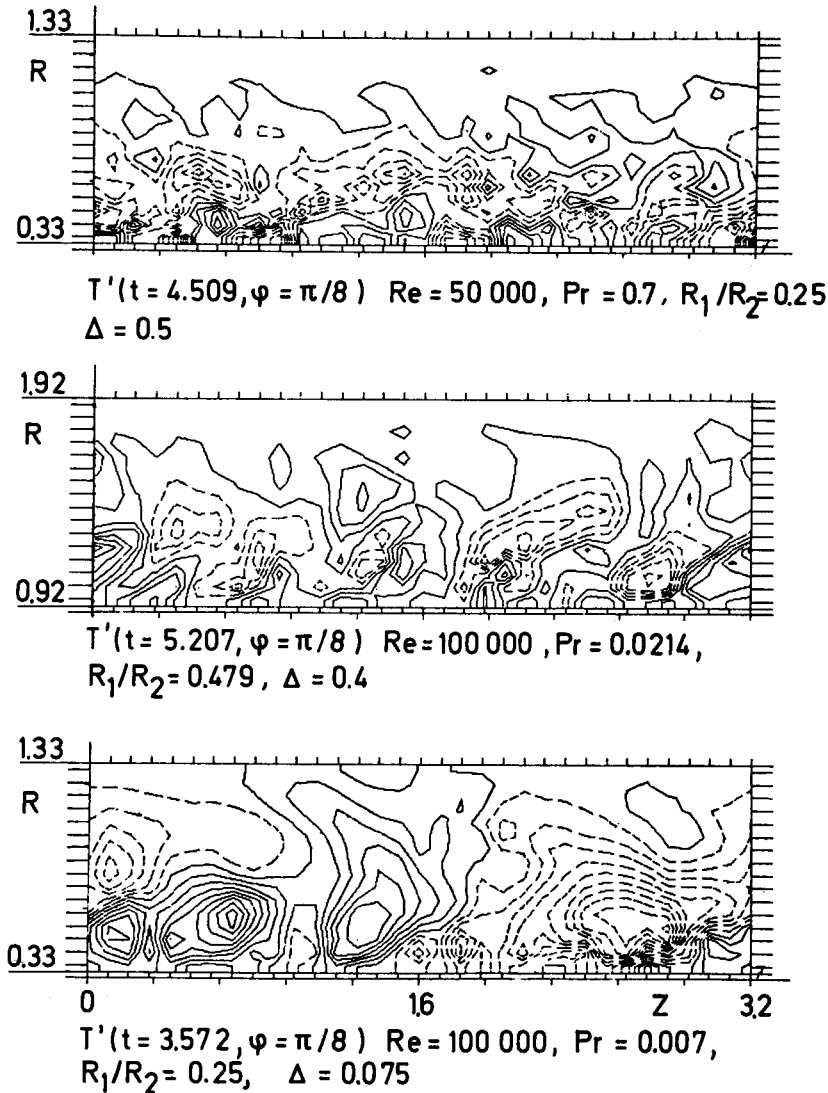 1.33
R
0.33
T'(t = 4.509, φ = π/8) Re = 50 000, Pr = 0.7, R₁/R₂=0.25
Δ = 0.5
1.92
R
0.92
T'(t = 5.207, φ = π/8) Re=100 000, Pr = 0.0214,
R₁/R₂= 0.479, Δ = 0.4
1.33
R
0.33
0 1.6 Z 3.2
T'(t = 3.572, φ = π/8) Re = 100 000, Pr = 0.007,
R₁/R₂= 0.25, Δ = 0.075